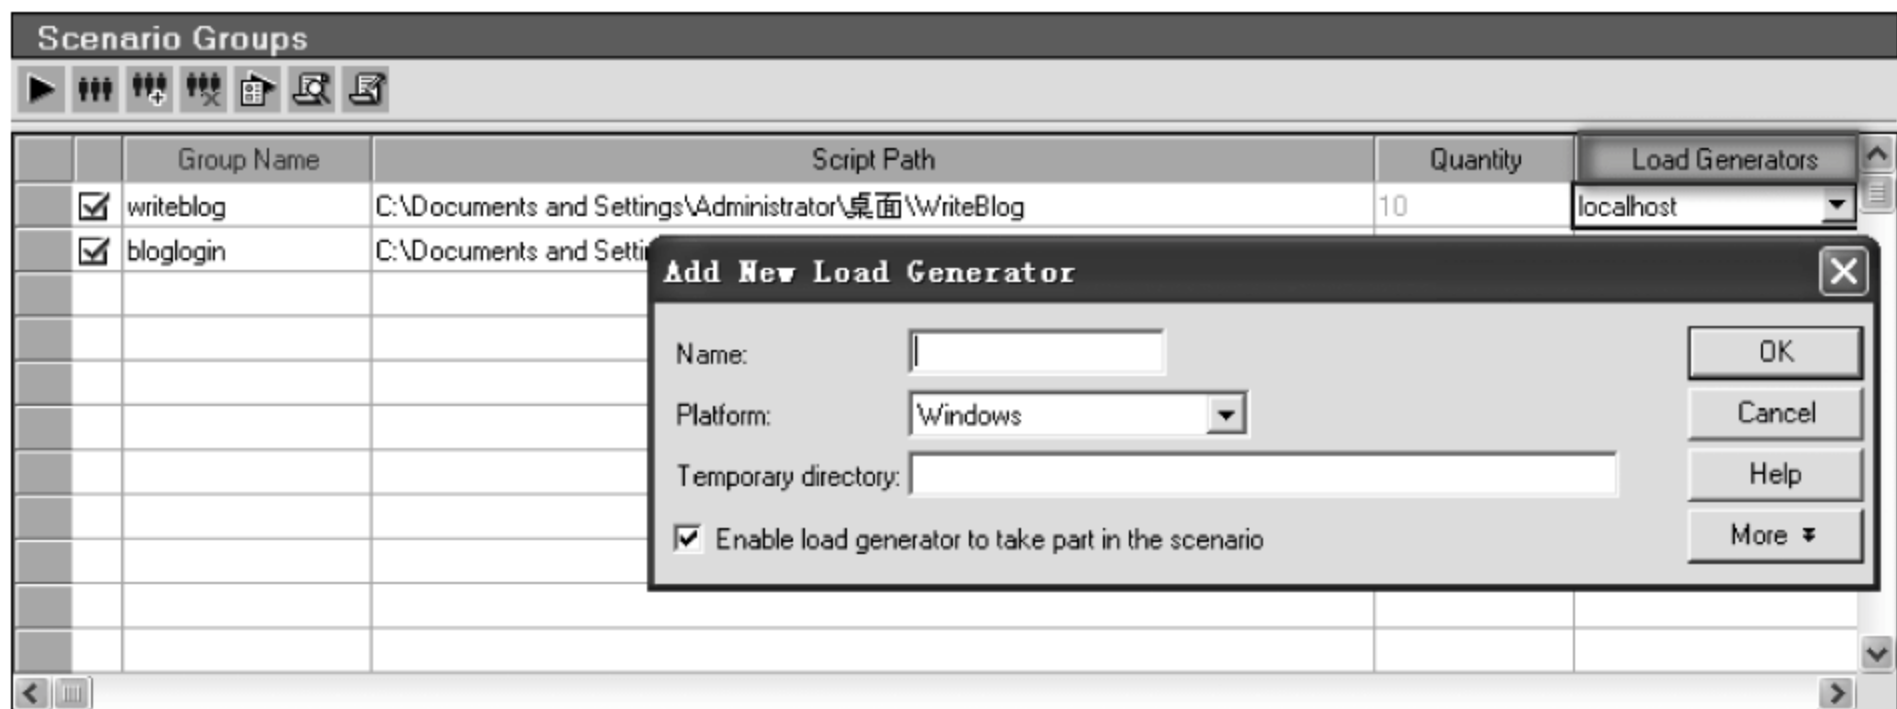 Scenario Groups
Group Name Script Path Quantity Load Generators
writeblog C:\Documents and Settings\Administrator\桌面\WriteBlog 10 localhost
bloglogin C:\Documents and Setti
Add New Load Generator
Name: OK
Platform: Windows Cancel
Temporary directory: Help
Enable load generator to take part in the scenario More